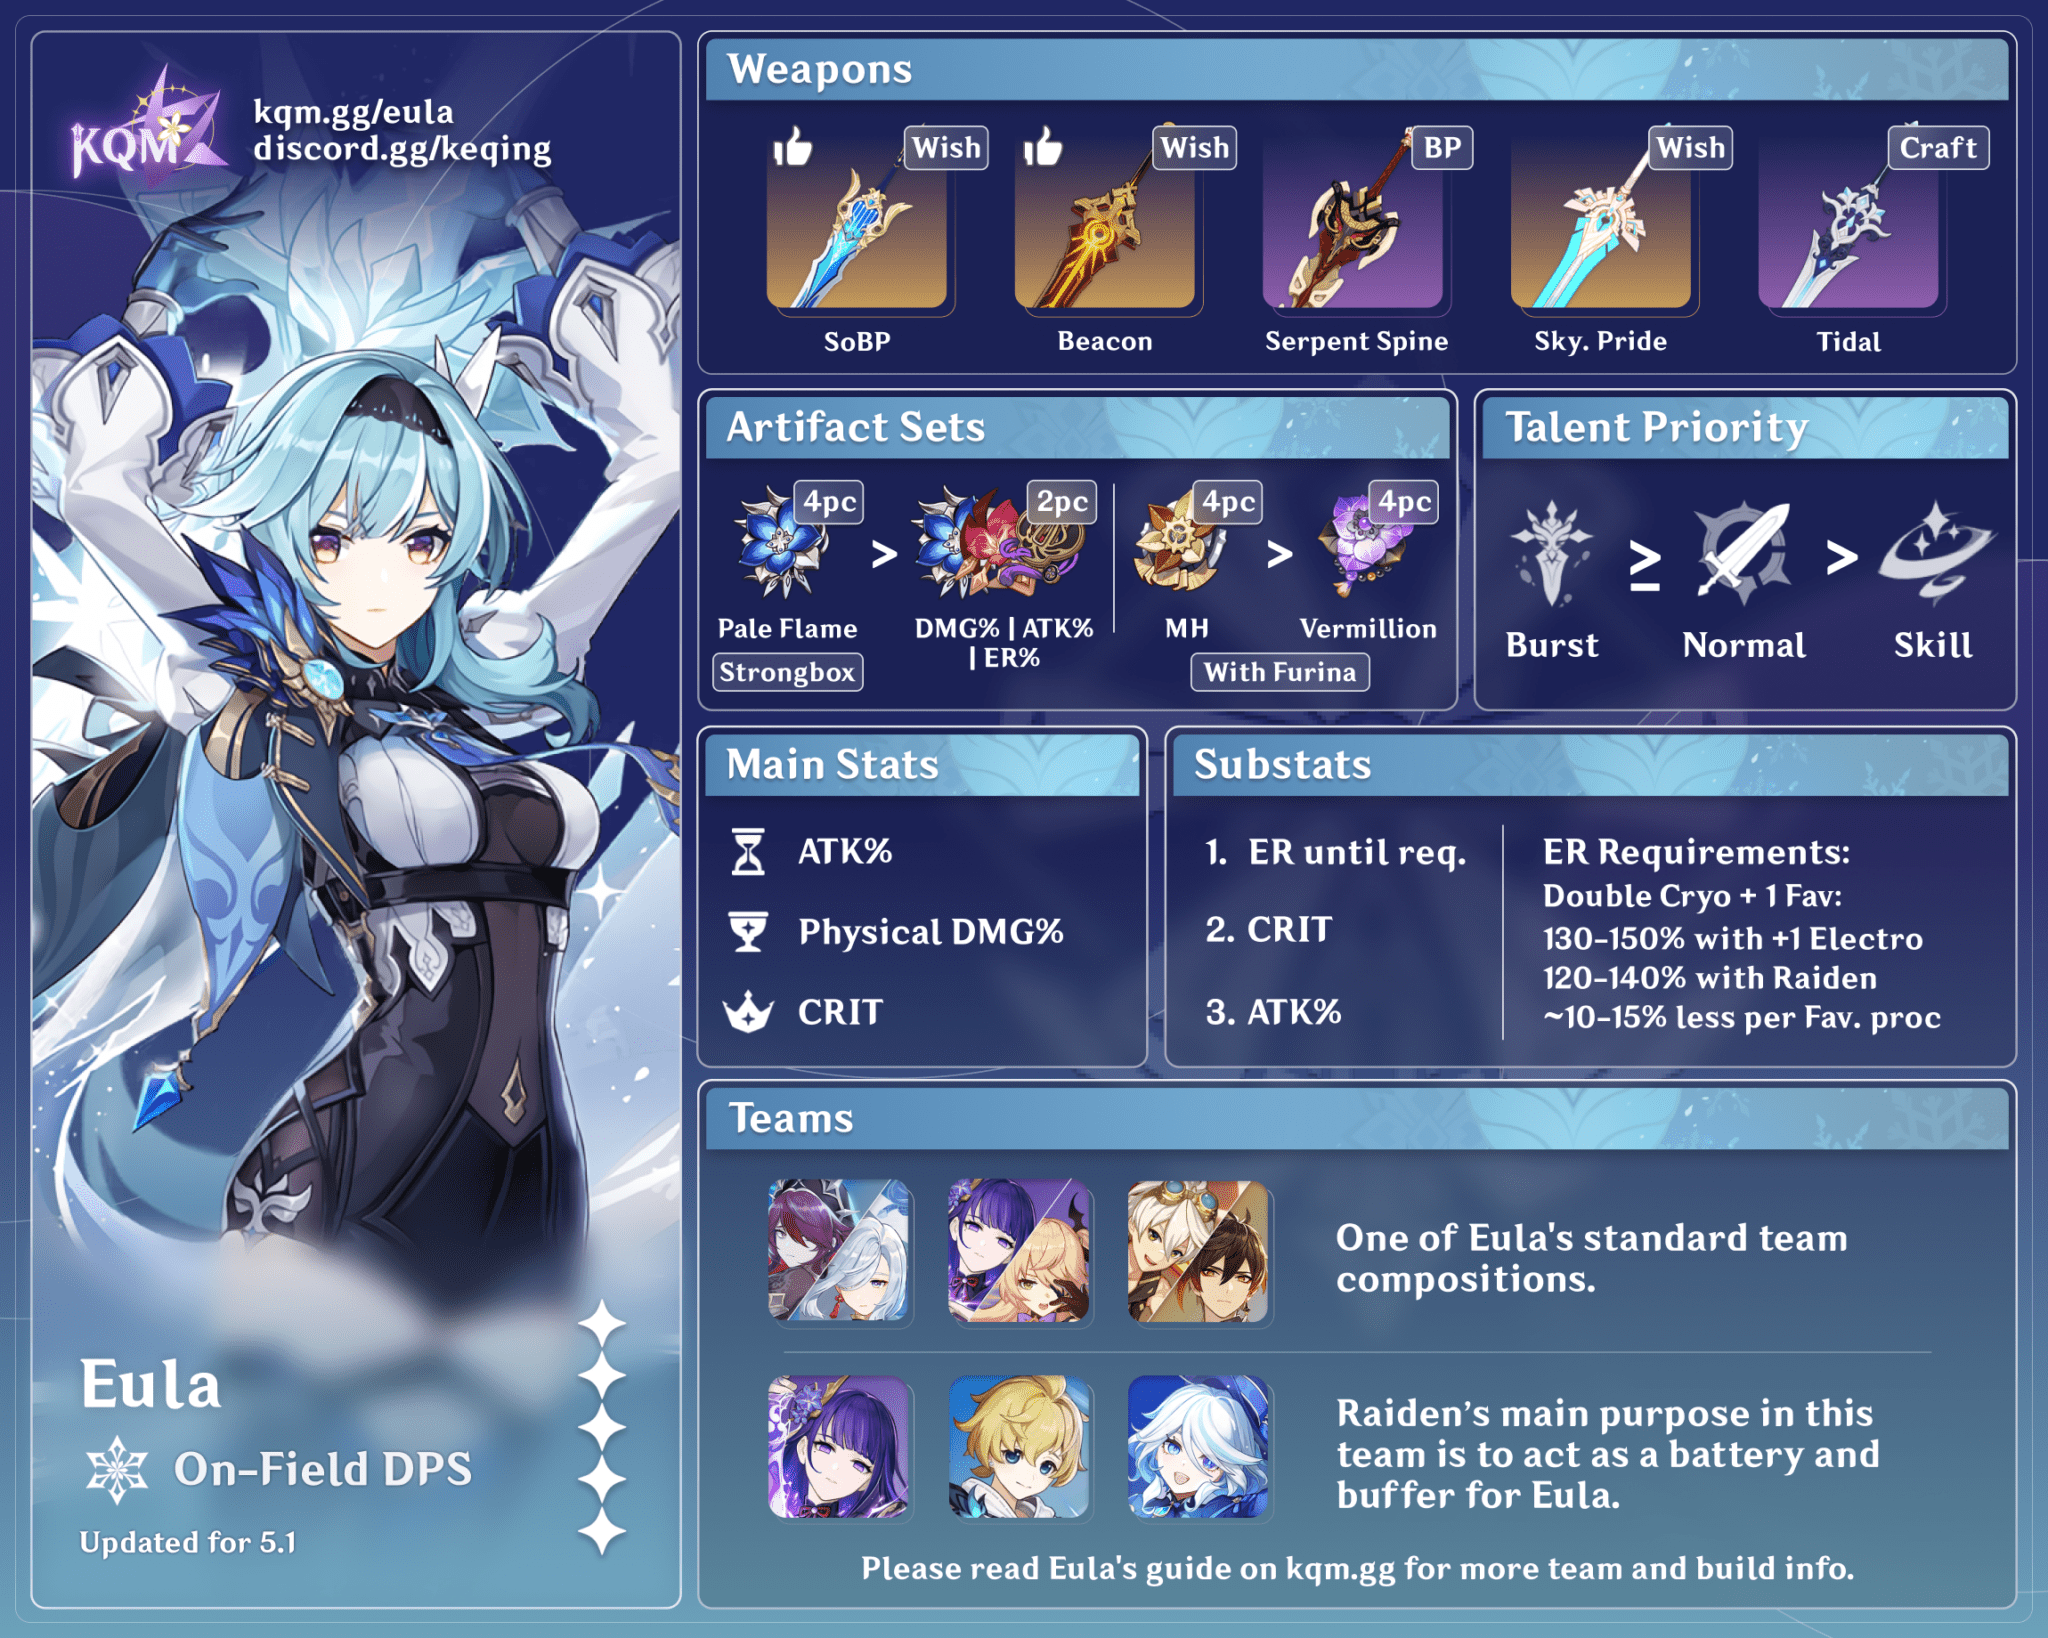 KQM
kqm.gg/eula
discord.gg/keqing
Eula
On-Field DPS
Updated for 5.1
Weapons
Wish
Wish
BP
Wish
Craft
SoBP
Beacon
Serpent Spine
Sky. Pride
Tidal
Artifact Sets
4pc
>
2pc
4pc
>
4pc
Pale Flame
DMG% | ATK%
| ER%
MH
Vermillion
Strongbox
With Furina
Talent Priority
≥
>
Burst
Normal
Skill
Main Stats
ATK%
Physical DMG%
CRIT
Substats
1. ER until req.
2. CRIT
3. ATK%
ER Requirements:
Double Cryo + 1 Fav:
130-150% with +1 Electro
120-140% with Raiden
~10-15% less per Fav. proc
Teams
One of Eula's standard team
compositions.
Raiden's main purpose in this
team is to act as a battery and
buffer for Eula.
Please read Eula's guide on kqm.gg for more team and build info.